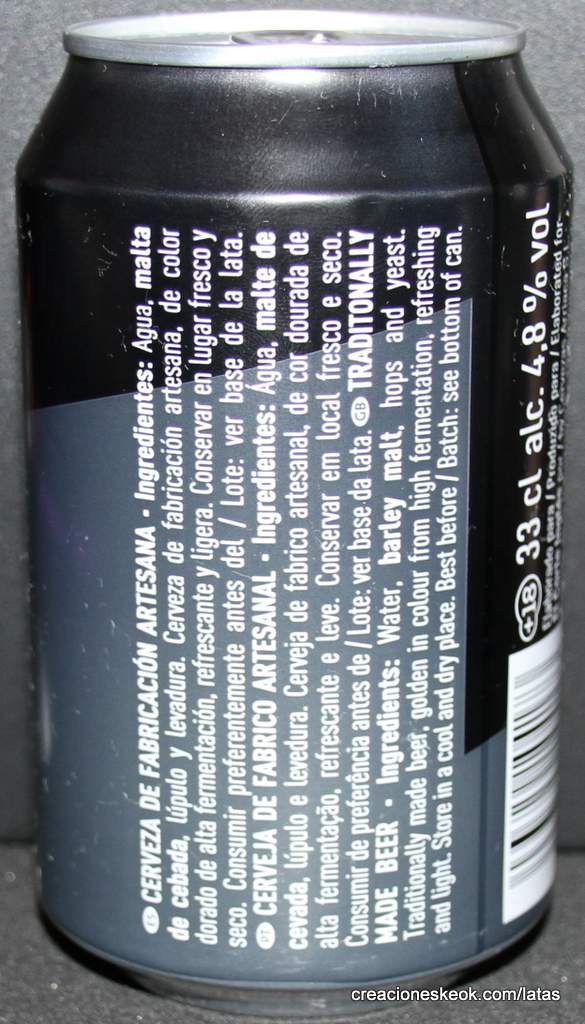 ES CERVEZA DE FABRICACIÓN ARTESANA · Ingredientes: Agua, malta
de cebada, lúpulo y levadura. Cerveza de fabricación artesana, de color
dorado de alta fermentación, refrescante y ligera. Conservar en lugar fresco y
seco. Consumir preferentemente antes del / Lote: ver base de la lata.
PT CERVEJA DE FABRICO ARTESANAL · Ingredientes: Água, malte de
cevada, lúpulo e levedura. Cerveja de fabrico artesanal, de cor dourada de
alta fermentação, refrescante e leve. Conservar em local fresco e seco.
Consumir de preferência antes de / Lote: ver base da lata. GB TRADITONALLY
MADE BEER · Ingredients: Water, barley malt, hops and yeast.
Traditionally made beer, golden in colour from high fermentation, refreshing
and light. Store in a cool and dry place. Best before / Batch: see bottom of can.
+18 33 cl alc. 4,8 % vol
Elaborado para / Produzido para / Elaborated for
creacioneskeok.com/latas